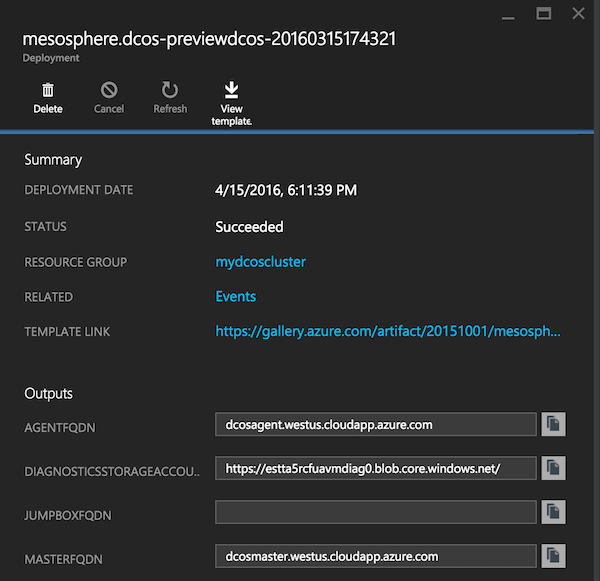 mesosphere.dcos-previewdcos-20160315174321
Deployment
Delete Cancel Refresh View template
Summary
DEPLOYMENT DATE 4/15/2016, 6:11:39 PM
STATUS Succeeded
RESOURCE GROUP mydcoscluster
RELATED Events
TEMPLATE LINK https://gallery.azure.com/artifact/20151001/mesosph...
Outputs
AGENTFQDN dcosagent.westus.cloudapp.azure.com
DIAGNOSTICSSTORAGEACCOU.. https://estta5rcfuavmdiag0.blob.core.windows.net/
JUMPBOXFQDN
MASTERFQDN dcosmaster.westus.cloudapp.azure.com